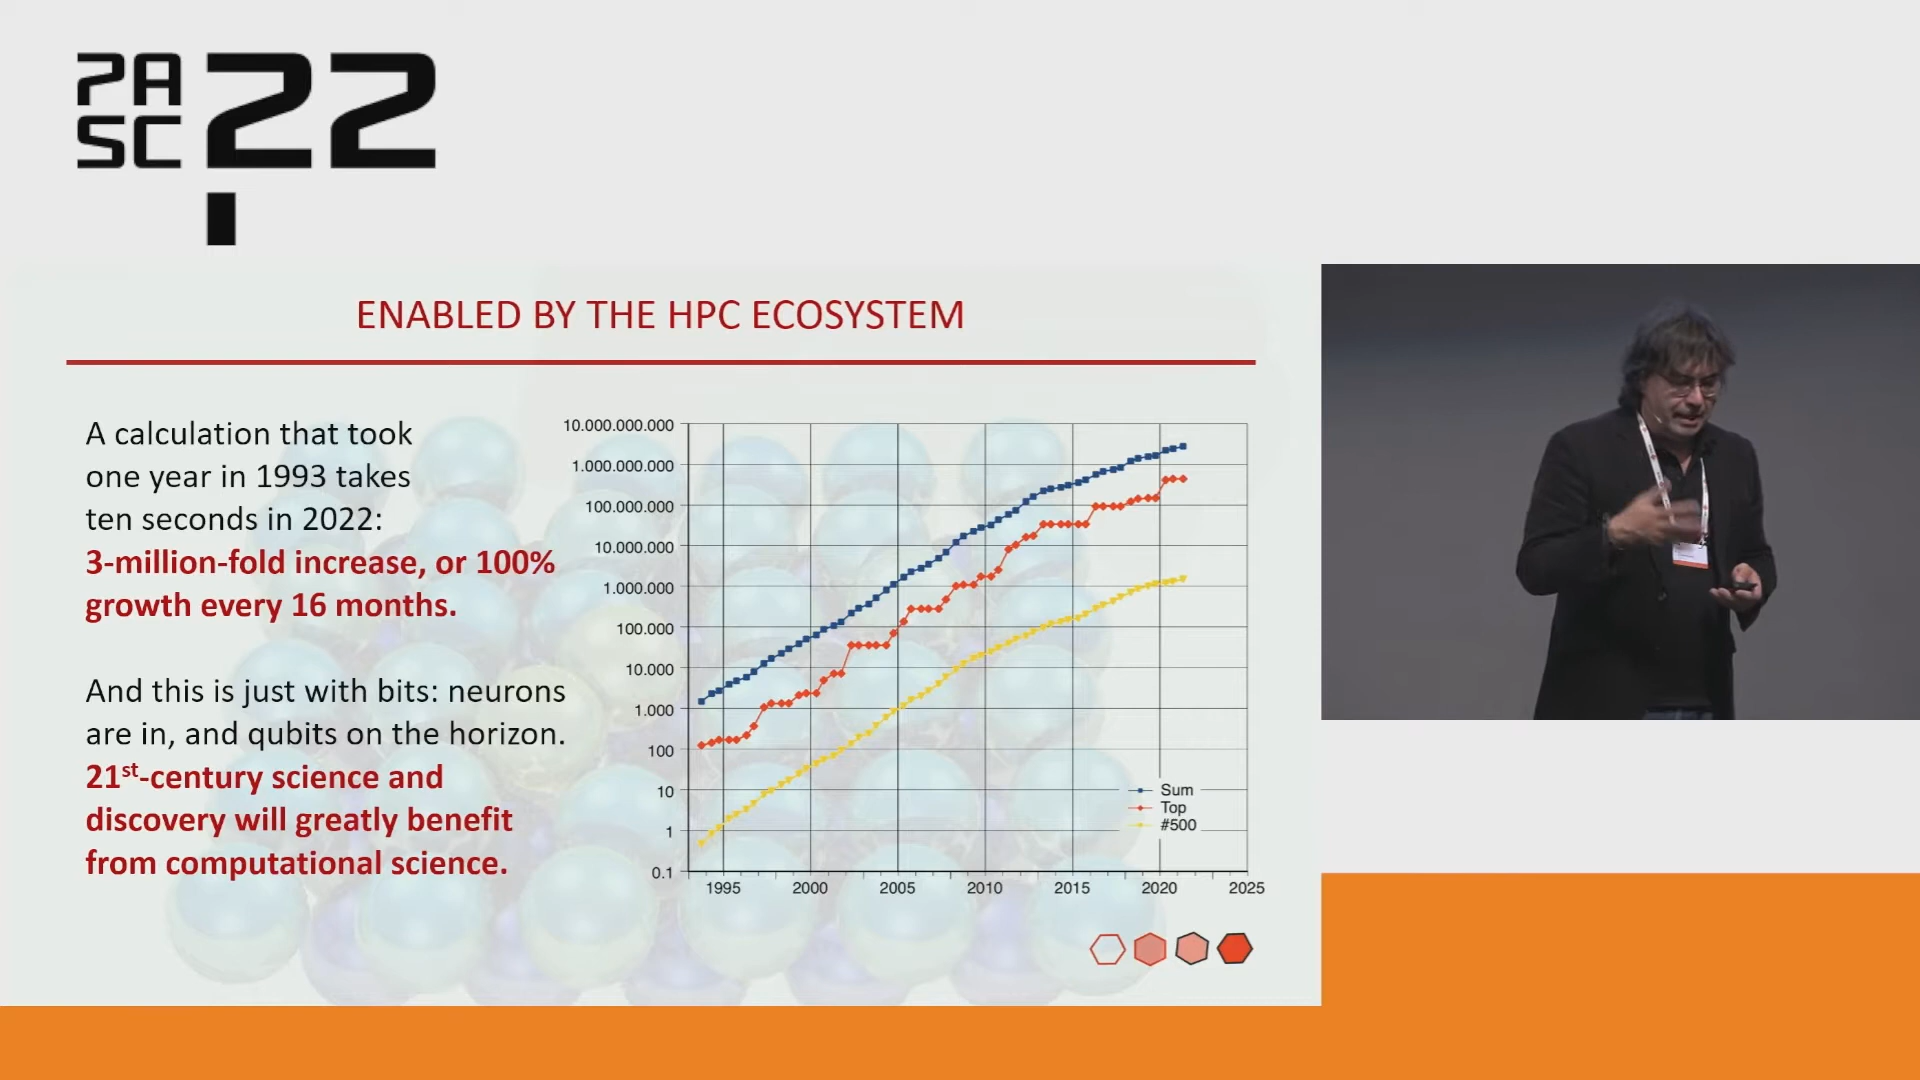 PA
SC 22
ENABLED BY THE HPC ECOSYSTEM
A calculation that took
one year in 1993 takes
ten seconds in 2022:
3-million-fold increase, or 100%
growth every 16 months.
And this is just with bits: neurons
are in, and qubits on the horizon.
21st-century science and
discovery will greatly benefit
from computational science.
10.000.000.000
1.000.000.000
100.000.000
10.000.000
1.000.000
100.000
10.000
1.000
100
10
1
0.1
Sum
Top
#500
1995 2000 2005 2010 2015 2020 2025